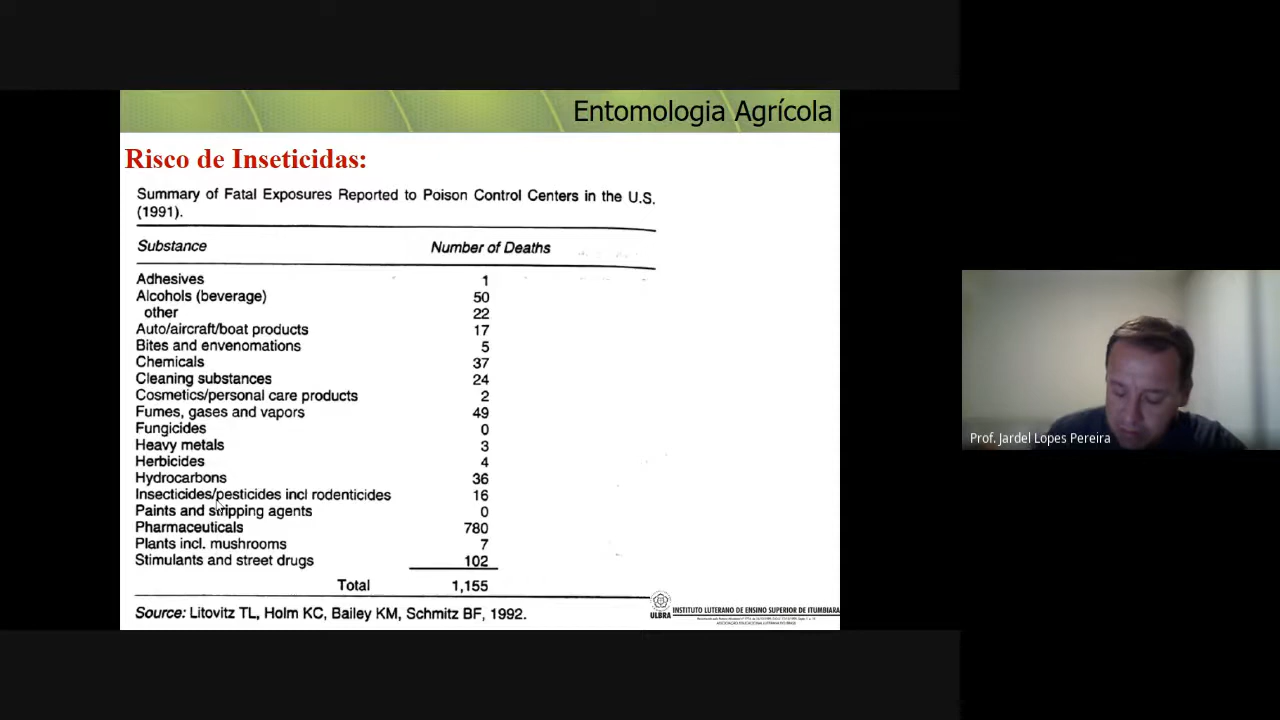 Entomologia Agrícola
Risco de Inseticidas:
Summary of Fatal Exposures Reported to Poison Control Centers in the U.S.
(1991).
Substance Number of Deaths
Adhesives 1
Alcohols (beverage) 50
other 22
Auto/aircraft/boat products 17
Bites and envenomations 5
Chemicals 37
Cleaning substances 24
Cosmetics/personal care products 2
Fumes, gases and vapors 49
Fungicides 0
Heavy metals 3
Herbicides 4
Hydrocarbons 36
Insecticides/pesticides incl rodenticides 16
Paints and stripping agents 0
Pharmaceuticals 780
Plants incl. mushrooms 7
Stimulants and street drugs 102
Total 1,155
Source: Litovitz TL, Holm KC, Bailey KM, Schmitz BF, 1992.
ULBRA
INSTITUTO LUTERANO DE ENSINO SUPERIOR DE ITUMBIARA
Prof. Jardel Lopes Pereira